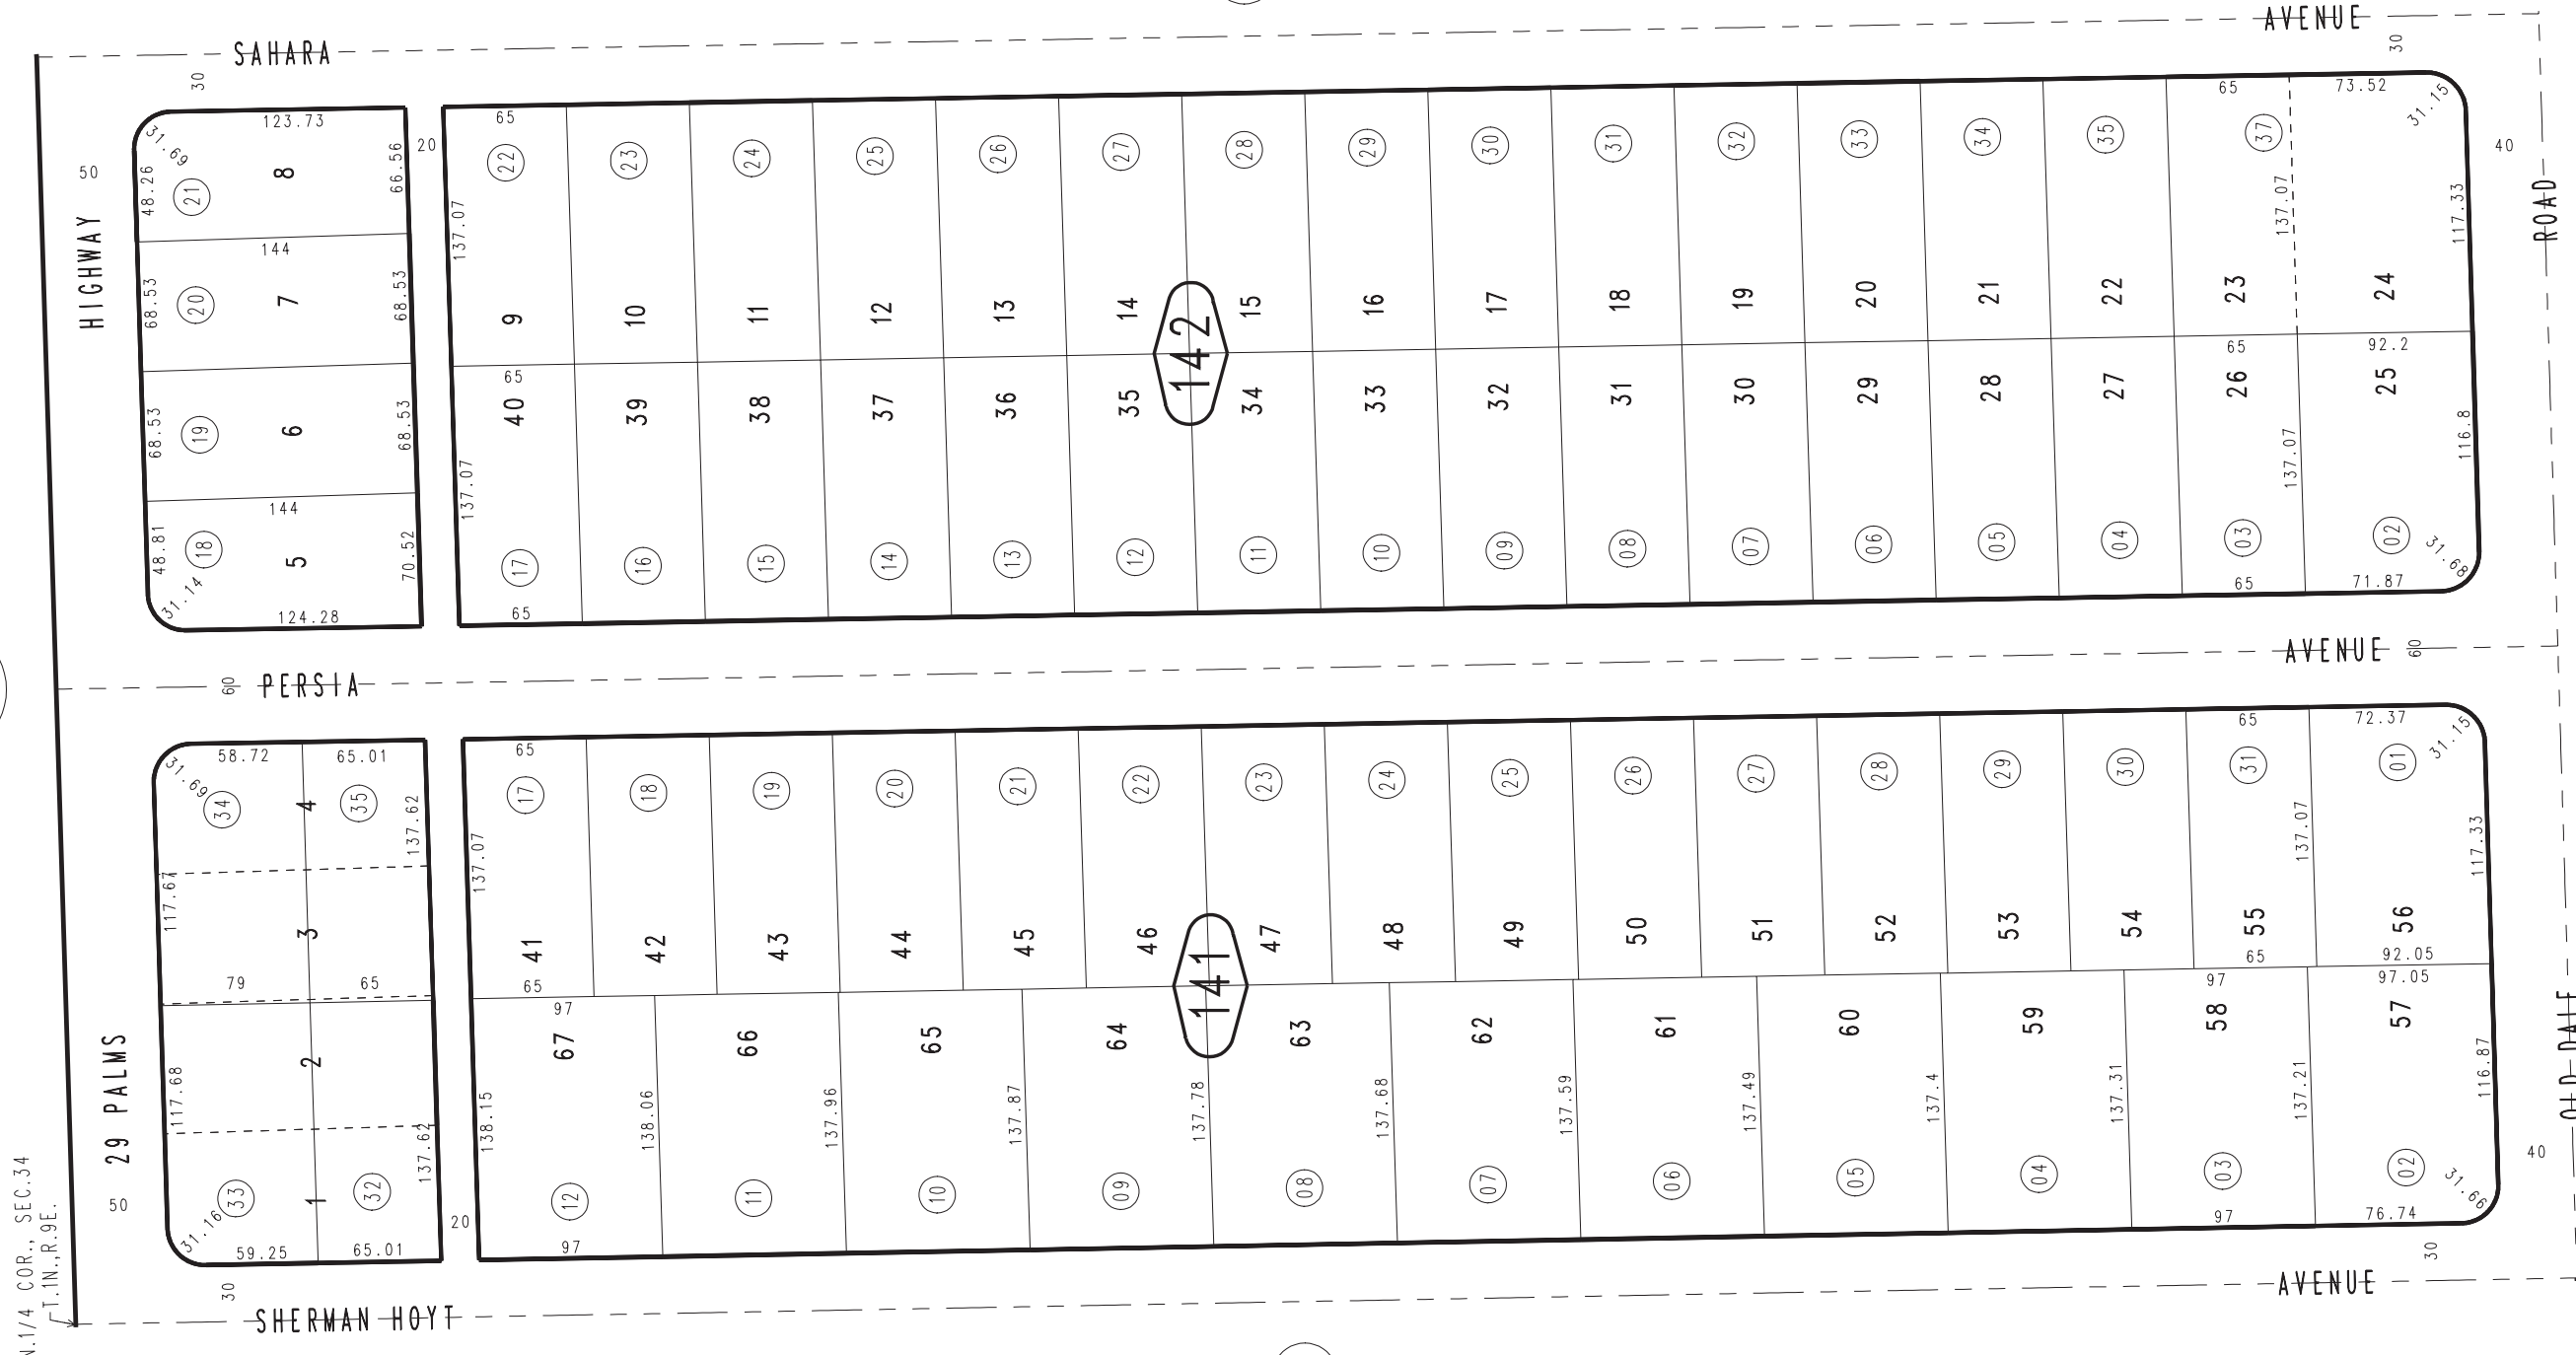 SAHARA AVENUE
30 30
123.73 65 65 73.52
31.69 31.15
50 48.26 21 8 66.56 20 22 23 24 25 26 27 28 29 30 31 32 33 34 35 37 40
HIGHWAY 137.07 137.07 117.33 ROAD
144
68.53 20 7 68.53 9 10 11 12 13 14 15 16 17 18 19 20 21 22 23 24
142
65 65 92.2
68.53 19 6 68.53 40 39 38 37 36 35 34 33 32 31 30 29 28 27 26 25
137.07 137.07 116.8
144
48.81 18 5 70.52 17 16 15 14 13 12 11 10 09 08 07 06 05 04 03 02
31.14 31.68
124.28 65 65 71.87
60 PERSIA AVENUE 60
58.72 65.01 65 65 72.37
31.69 31.15
34 4 35 137.62 17 18 19 20 21 22 23 24 25 26 27 28 29 30 31 01
137.07 137.07 117.33
117.67 3 41 42 43 44 45 46 47 48 49 50 51 52 53 54 55 56
79 65 65 65 92.05
141
97 97 97.05
2 67 66 65 64 63 62 61 60 59 58 57
29 PALMS 117.68 137.62 138.15 138.06 137.96 137.87 137.78 137.68 137.59 137.49 137.4 137.31 137.21 116.87
50 33 1 32 20 12 11 10 09 08 07 06 05 04 03 02 40
31.16 31.66
59.25 65.01 97 97 76.74
30 30
SHERMAN HOYT AVENUE
N.1/4 COR., SEC.34
T.1N.,R.9E.